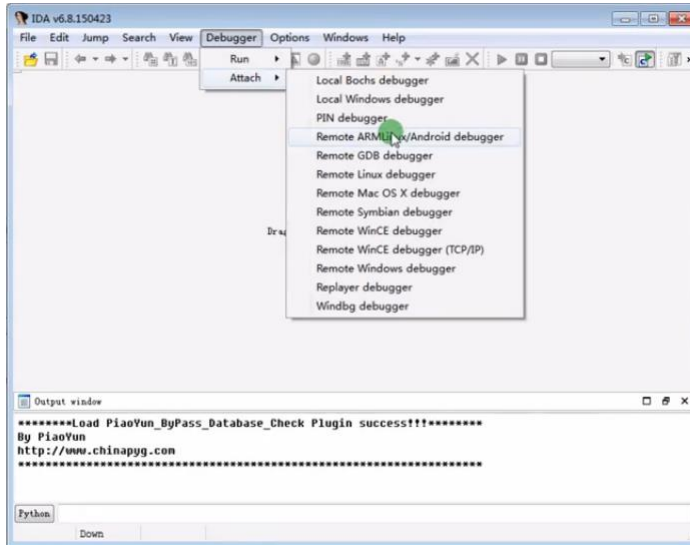 IDA v6.8.150423
File Edit Jump Search View Debugger Options Windows Help
Run
Attach
Local Bochs debugger
Local Windows debugger
PIN debugger
Remote ARMLinux/Android debugger
Remote GDB debugger
Remote Linux debugger
Remote Mac OS X debugger
Remote Symbian debugger
Remote WinCE debugger
Remote WinCE debugger (TCP/IP)
Remote Windows debugger
Replayer debugger
Windbg debugger
Output window
********Load PiaoYun_ByPass_Database_Check Plugin success!!!********
By PiaoYun
http://www.chinapyg.com
********************************************************************
Python
Down